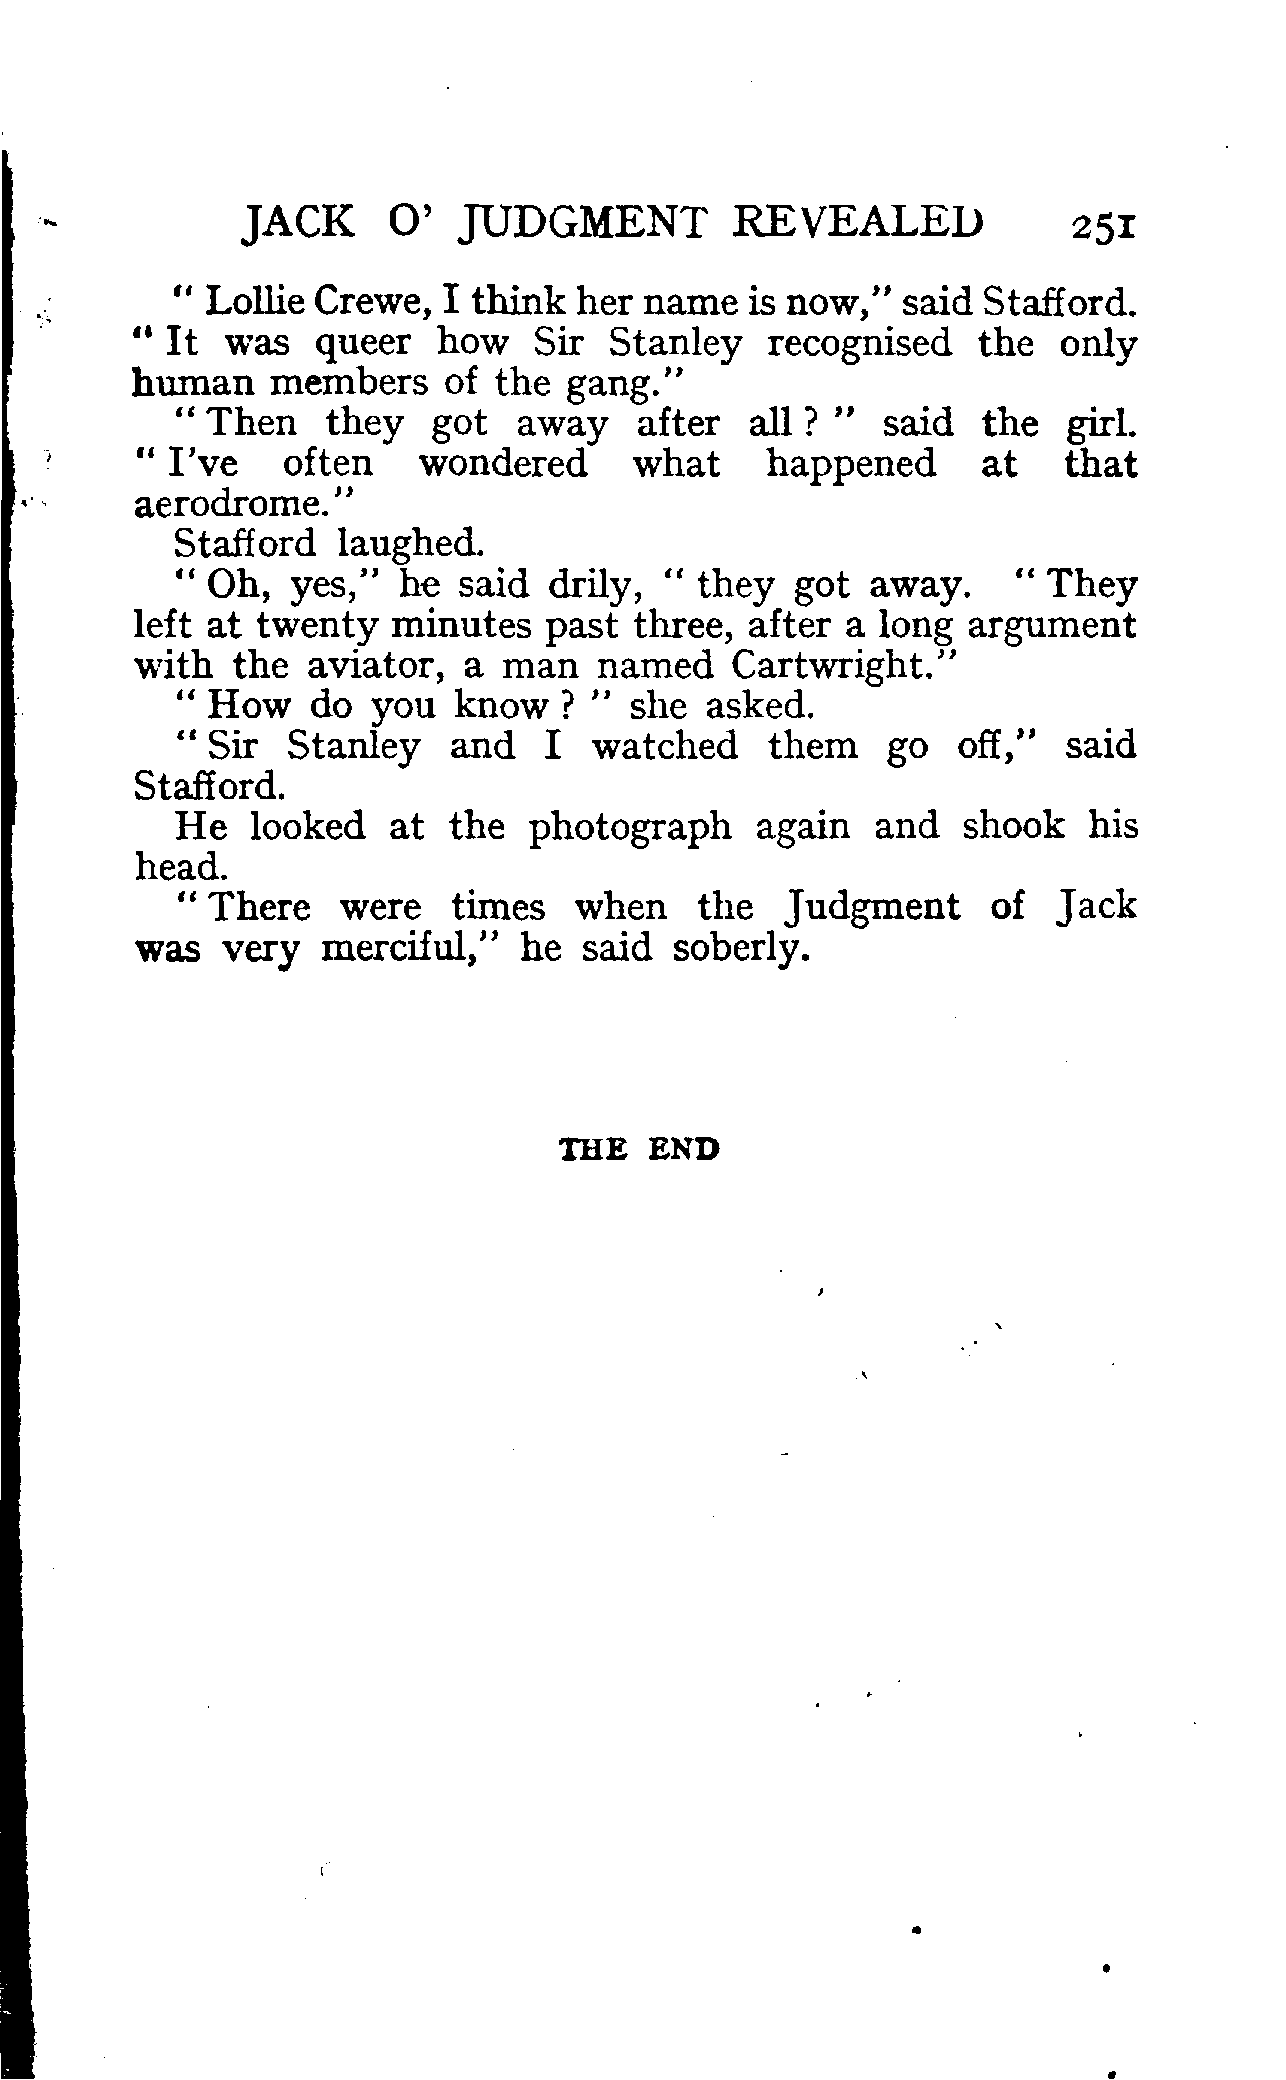 JACK O' JUDGMENT REVEALED 251
" Lollie Crewe, I think her name is now," said Stafford.
" It was queer how Sir Stanley recognised the only
human members of the gang."
" Then they got away after all ? " said the girl.
" I've often wondered what happened at that
aerodrome."
Stafford laughed.
" Oh, yes," he said drily, " they got away. " They
left at twenty minutes past three, after a long argument
with the aviator, a man named Cartwright."
" How do you know ? " she asked.
" Sir Stanley and I watched them go off," said
Stafford.
He looked at the photograph again and shook his
head.
" There were times when the Judgment of Jack
was very merciful," he said soberly.
THE END